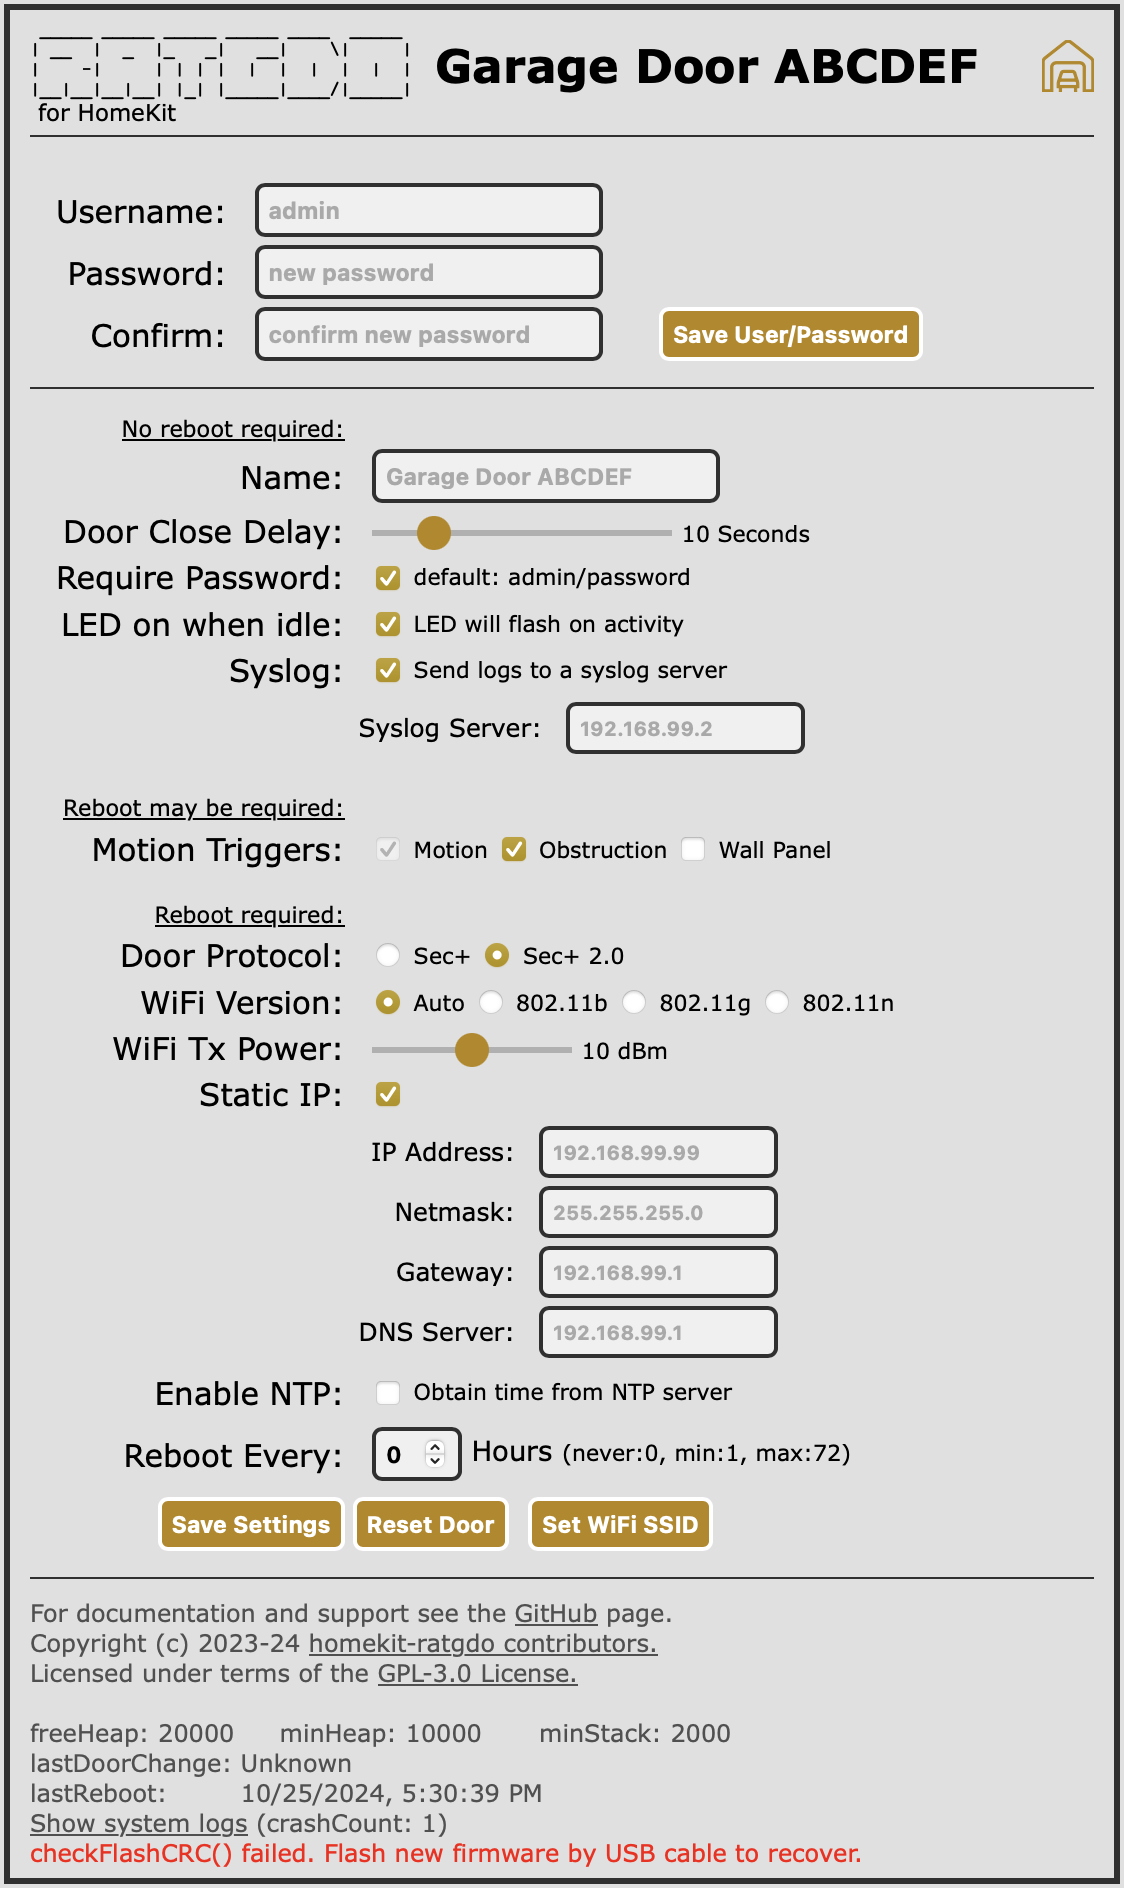 RATGDO
Garage Door ABCDEF
for HomeKit
Username: admin
Password: new password
Confirm: confirm new password Save User/Password
No reboot required:
Name: Garage Door ABCDEF
Door Close Delay: 10 Seconds
Require Password: default: admin/password
LED on when idle: LED will flash on activity
Syslog: Send logs to a syslog server
Syslog Server: 192.168.99.2
Reboot may be required:
Motion Triggers: Motion Obstruction Wall Panel
Reboot required:
Door Protocol: Sec+ Sec+ 2.0
WiFi Version: Auto 802.11b 802.11g 802.11n
WiFi Tx Power: 10 dBm
Static IP:
IP Address: 192.168.99.99
Netmask: 255.255.255.0
Gateway: 192.168.99.1
DNS Server: 192.168.99.1
Enable NTP: Obtain time from NTP server
Reboot Every: 0 Hours (never:0, min:1, max:72)
Save Settings Reset Door Set WiFi SSID
For documentation and support see the GitHub page.
Copyright (c) 2023-24 homekit-ratgdo contributors.
Licensed under terms of the GPL-3.0 License.
freeHeap: 20000 minHeap: 10000 minStack: 2000
lastDoorChange: Unknown
lastReboot: 10/25/2024, 5:30:39 PM
Show system logs (crashCount: 1)
checkFlashCRC() failed. Flash new firmware by USB cable to recover.